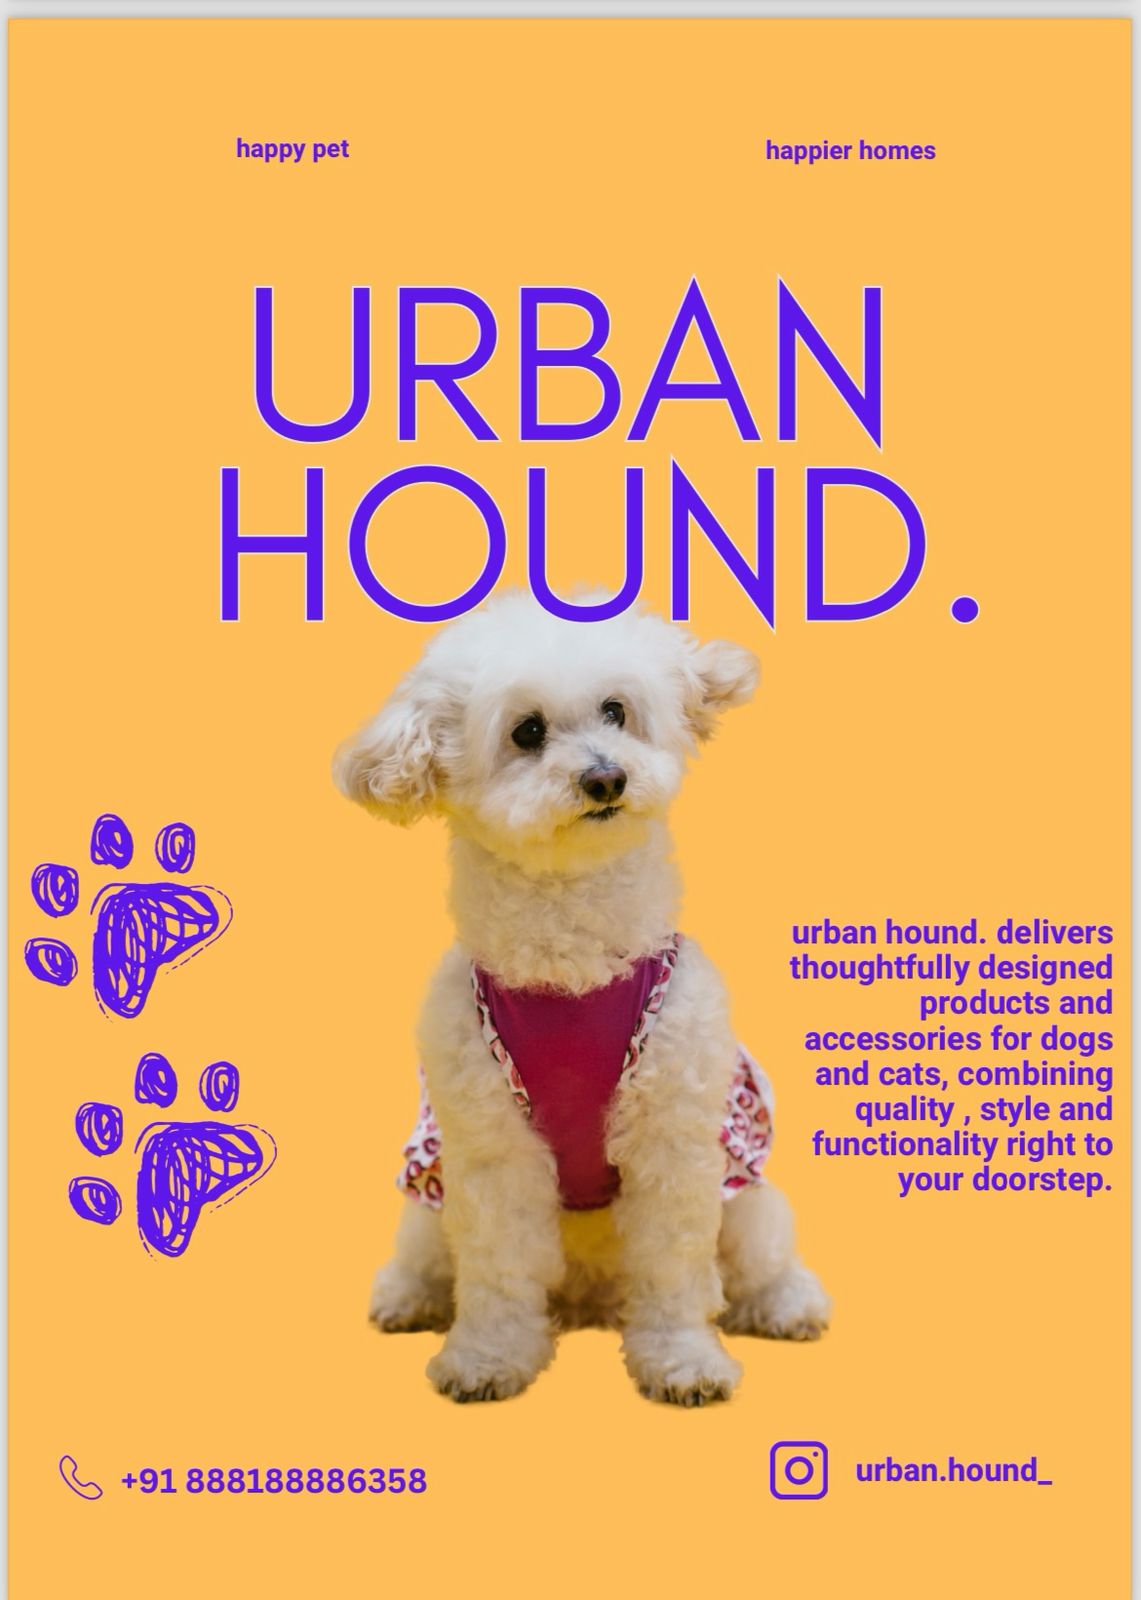 happy pet
happier homes
URBAN
HOUND.
urban hound. delivers
thoughtfully designed
products and
accessories for dogs
and cats, combining
quality , style and
functionality right to
your doorstep.
+91 888188886358
urban.hound_